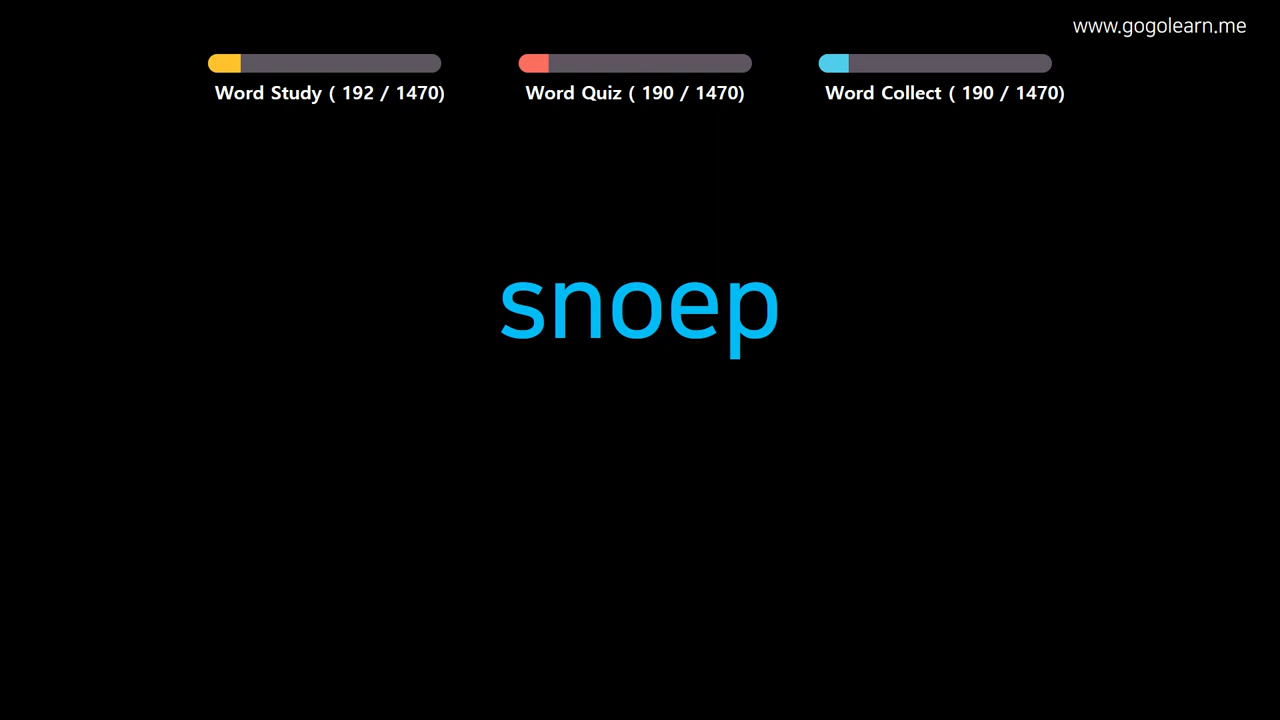 www.gogolearn.me
Word Study ( 192 / 1470)
Word Quiz ( 190 / 1470)
Word Collect ( 190 / 1470)
snoep